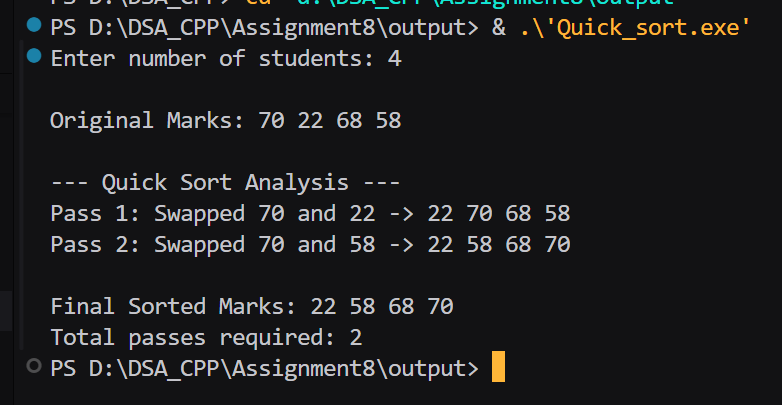 PS D:\DSA_CPP\Assignment8\output> & .\'Quick_sort.exe'
Enter number of students: 4
Original Marks: 70 22 68 58
--- Quick Sort Analysis ---
Pass 1: Swapped 70 and 22 -> 22 70 68 58
Pass 2: Swapped 70 and 58 -> 22 58 68 70
Final Sorted Marks: 22 58 68 70
Total passes required: 2
PS D:\DSA_CPP\Assignment8\output>